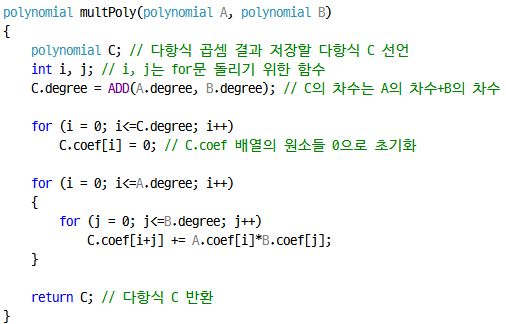 polynomial multPoly(polynomial A, polynomial B)
{
polynomial C; // 다항식 곱셈 결과 저장할 다항식 C 선언
int i, j; // i, j는 for문 돌리기 위한 함수
C.degree = ADD(A.degree, B.degree); // C의 차수는 A의 차수+B의 차수
for (i = 0; i<=C.degree; i++)
C.coef[i] = 0; // C.coef 배열의 원소들 0으로 초기화
for (i = 0; i<=A.degree; i++)
{
for (j = 0; j<=B.degree; j++)
C.coef[i+j] += A.coef[i]*B.coef[j];
}
return C; // 다항식 C 반환
}